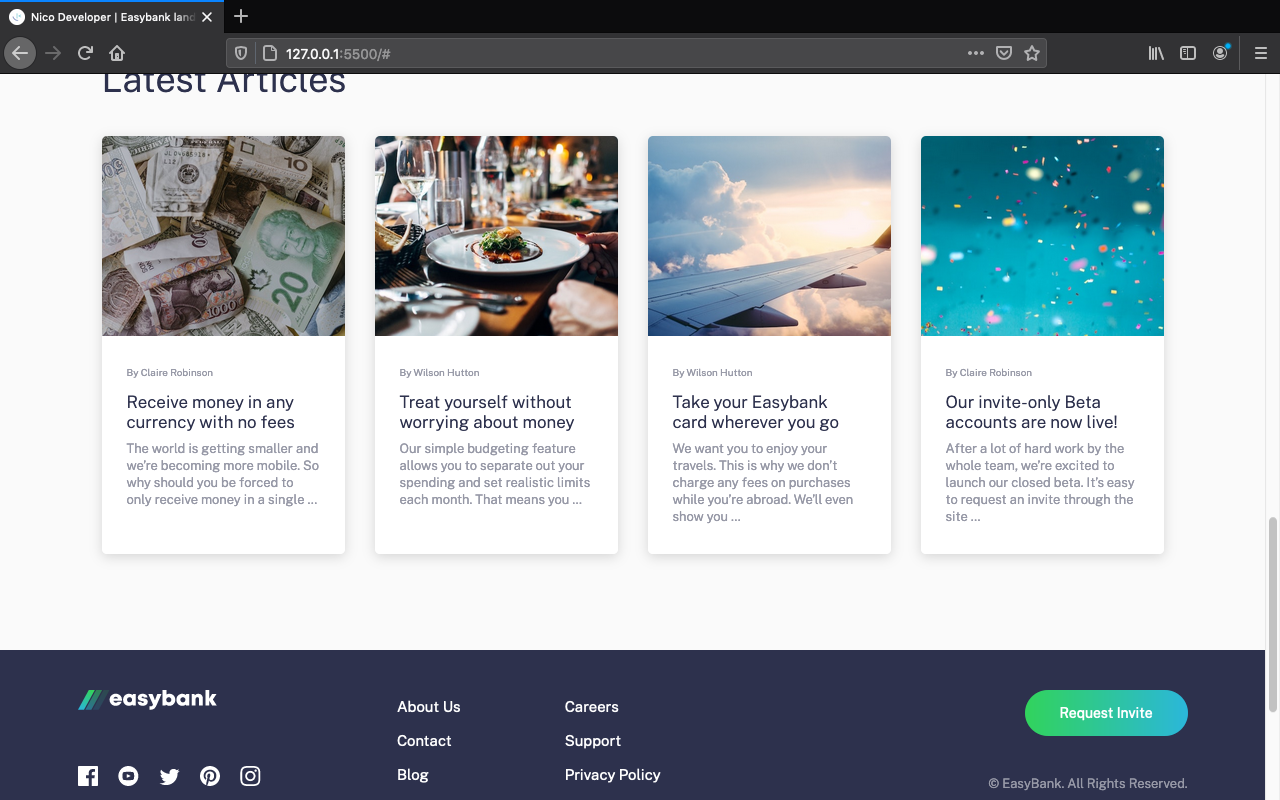 Nico Developer | Easybank land
127.0.0.1:5500/#
Latest Articles
By Claire Robinson
Receive money in any
currency with no fees
The world is getting smaller and
we're becoming more mobile. So
why should you be forced to
only receive money in a single ...
By Wilson Hutton
Treat yourself without
worrying about money
Our simple budgeting feature
allows you to separate out your
spending and set realistic limits
each month. That means you ...
By Wilson Hutton
Take your Easybank
card wherever you go
We want you to enjoy your
travels. This is why we don't
charge any fees on purchases
while you're abroad. We'll even
show you ...
By Claire Robinson
Our invite-only Beta
accounts are now live!
After a lot of hard work by the
whole team, we're excited to
launch our closed beta. It's easy
to request an invite through the
site ...
easybank
About Us
Contact
Blog
Careers
Support
Privacy Policy
Request Invite
© EasyBank. All Rights Reserved.